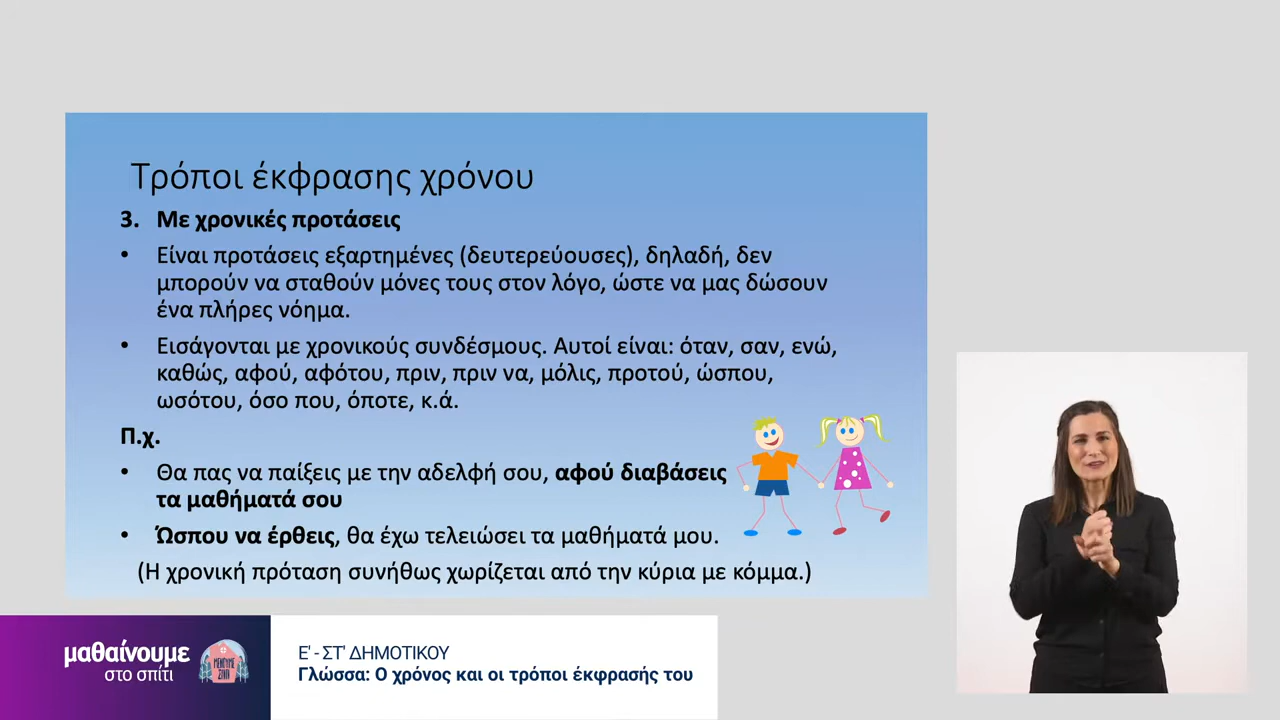 Τρόποι έκφρασης χρόνου
3. Με χρονικές προτάσεις
• Είναι προτάσεις εξαρτημένες (δευτερεύουσες), δηλαδή, δεν
μπορούν να σταθούν μόνες τους στον λόγο, ώστε να μας δώσουν
ένα πλήρες νόημα.
• Εισάγονται με χρονικούς συνδέσμους. Αυτοί είναι: όταν, σαν, ενώ,
καθώς, αφού, αφότου, πριν, πριν να, μόλις, προτού, ώσπου,
ωσότου, όσο που, όποτε, κ.ά.
Π.χ.
• Θα πας να παίξεις με την αδελφή σου, αφού διαβάσεις
τα μαθήματά σου
• Ώσπου να έρθεις, θα έχω τελειώσει τα μαθήματά μου.
(Η χρονική πρόταση συνήθως χωρίζεται από την κύρια με κόμμα.)
μαθαίνουμε
στο σπίτι
ΜΕΝΟΥΜΕ
ΣΠΙΤΙ
Ε' - ΣΤ' ΔΗΜΟΤΙΚΟΥ
Γλώσσα: Ο χρόνος και οι τρόποι έκφρασής του